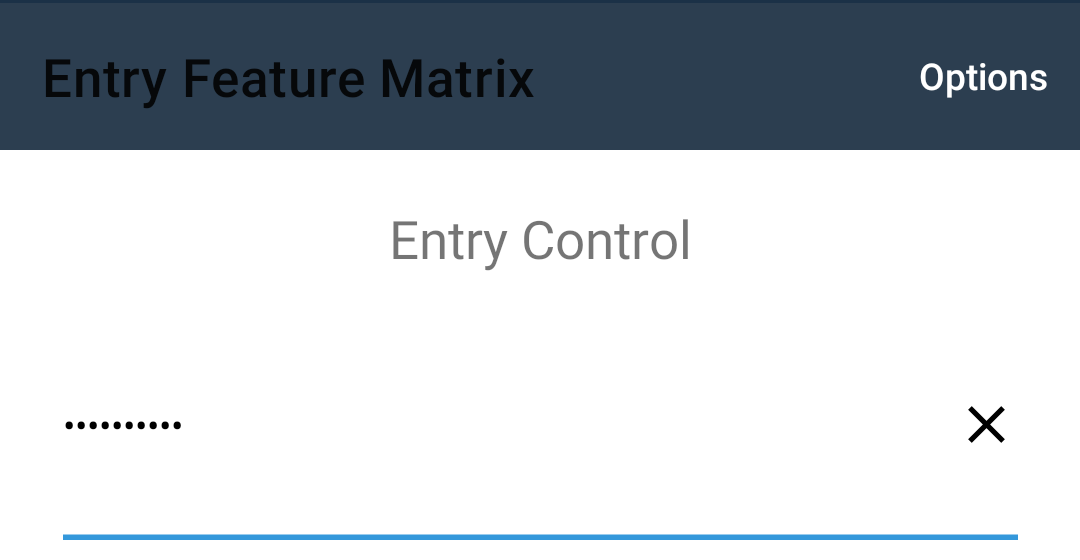 Entry Feature Matrix
Options
Entry Control
••••••••••